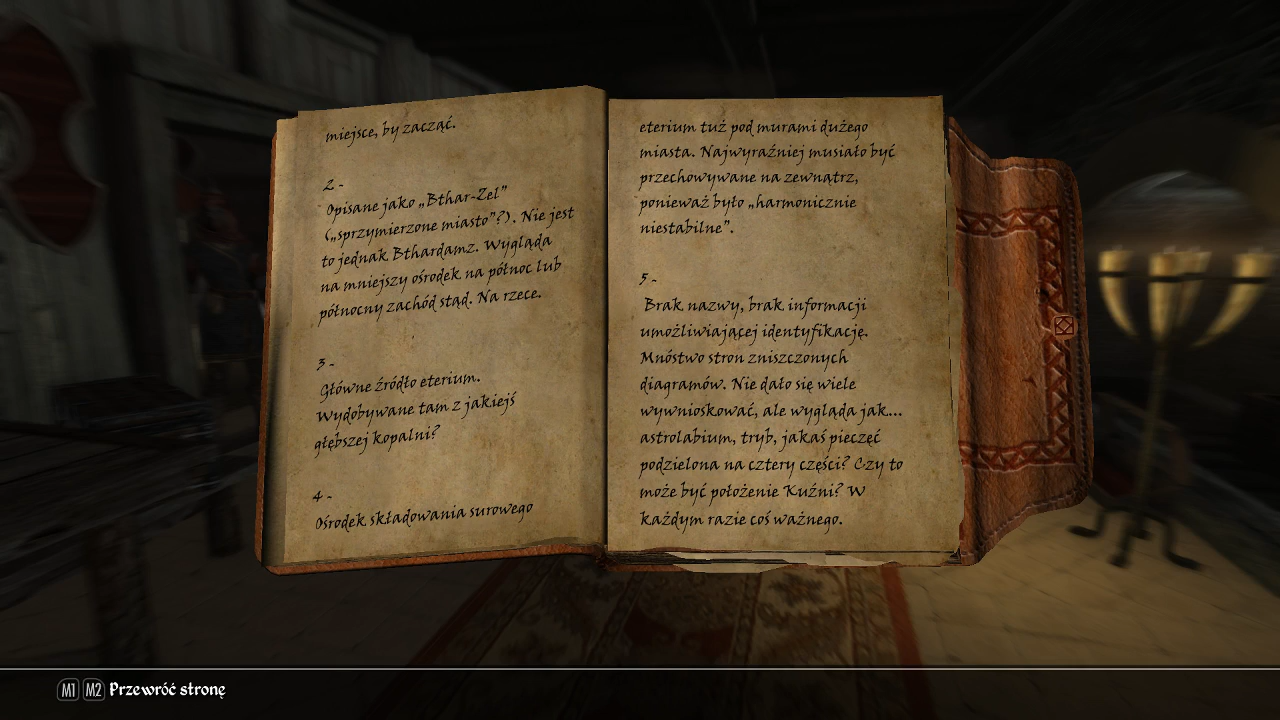 miejsce, by zacząć.
2 -
Opisane jako „Bthar-Zel”
(„sprzymierzone miasto”?). Nie jest
to jednak Bthardamz. Wygląda
na mniejszy ośrodek na północ lub
północny zachód stąd. Na rzece.
3 -
Główne źródło eterium.
Wydobywane tam z jakiejś
głębszej kopalni?
4 -
Ośrodek składowania surowego
eterium tuż pod murami dużego
miasta. Najwyraźniej musiało być
przechowywane na zewnątrz,
ponieważ było „harmonicznie
niestabilne”.
5 -
Brak nazwy, brak informacji
umożliwiającej identyfikację.
Mnóstwo stron zniszczonych
diagramów. Nie dało się wiele
wywnioskować, ale wygląda jak...
astrolabium, tryb, jakaś pieczęć
podzielona na cztery części? Czy to
może być położenie Kuźni? W
każdym razie coś ważnego.
M1 M2 Przewróć stronę